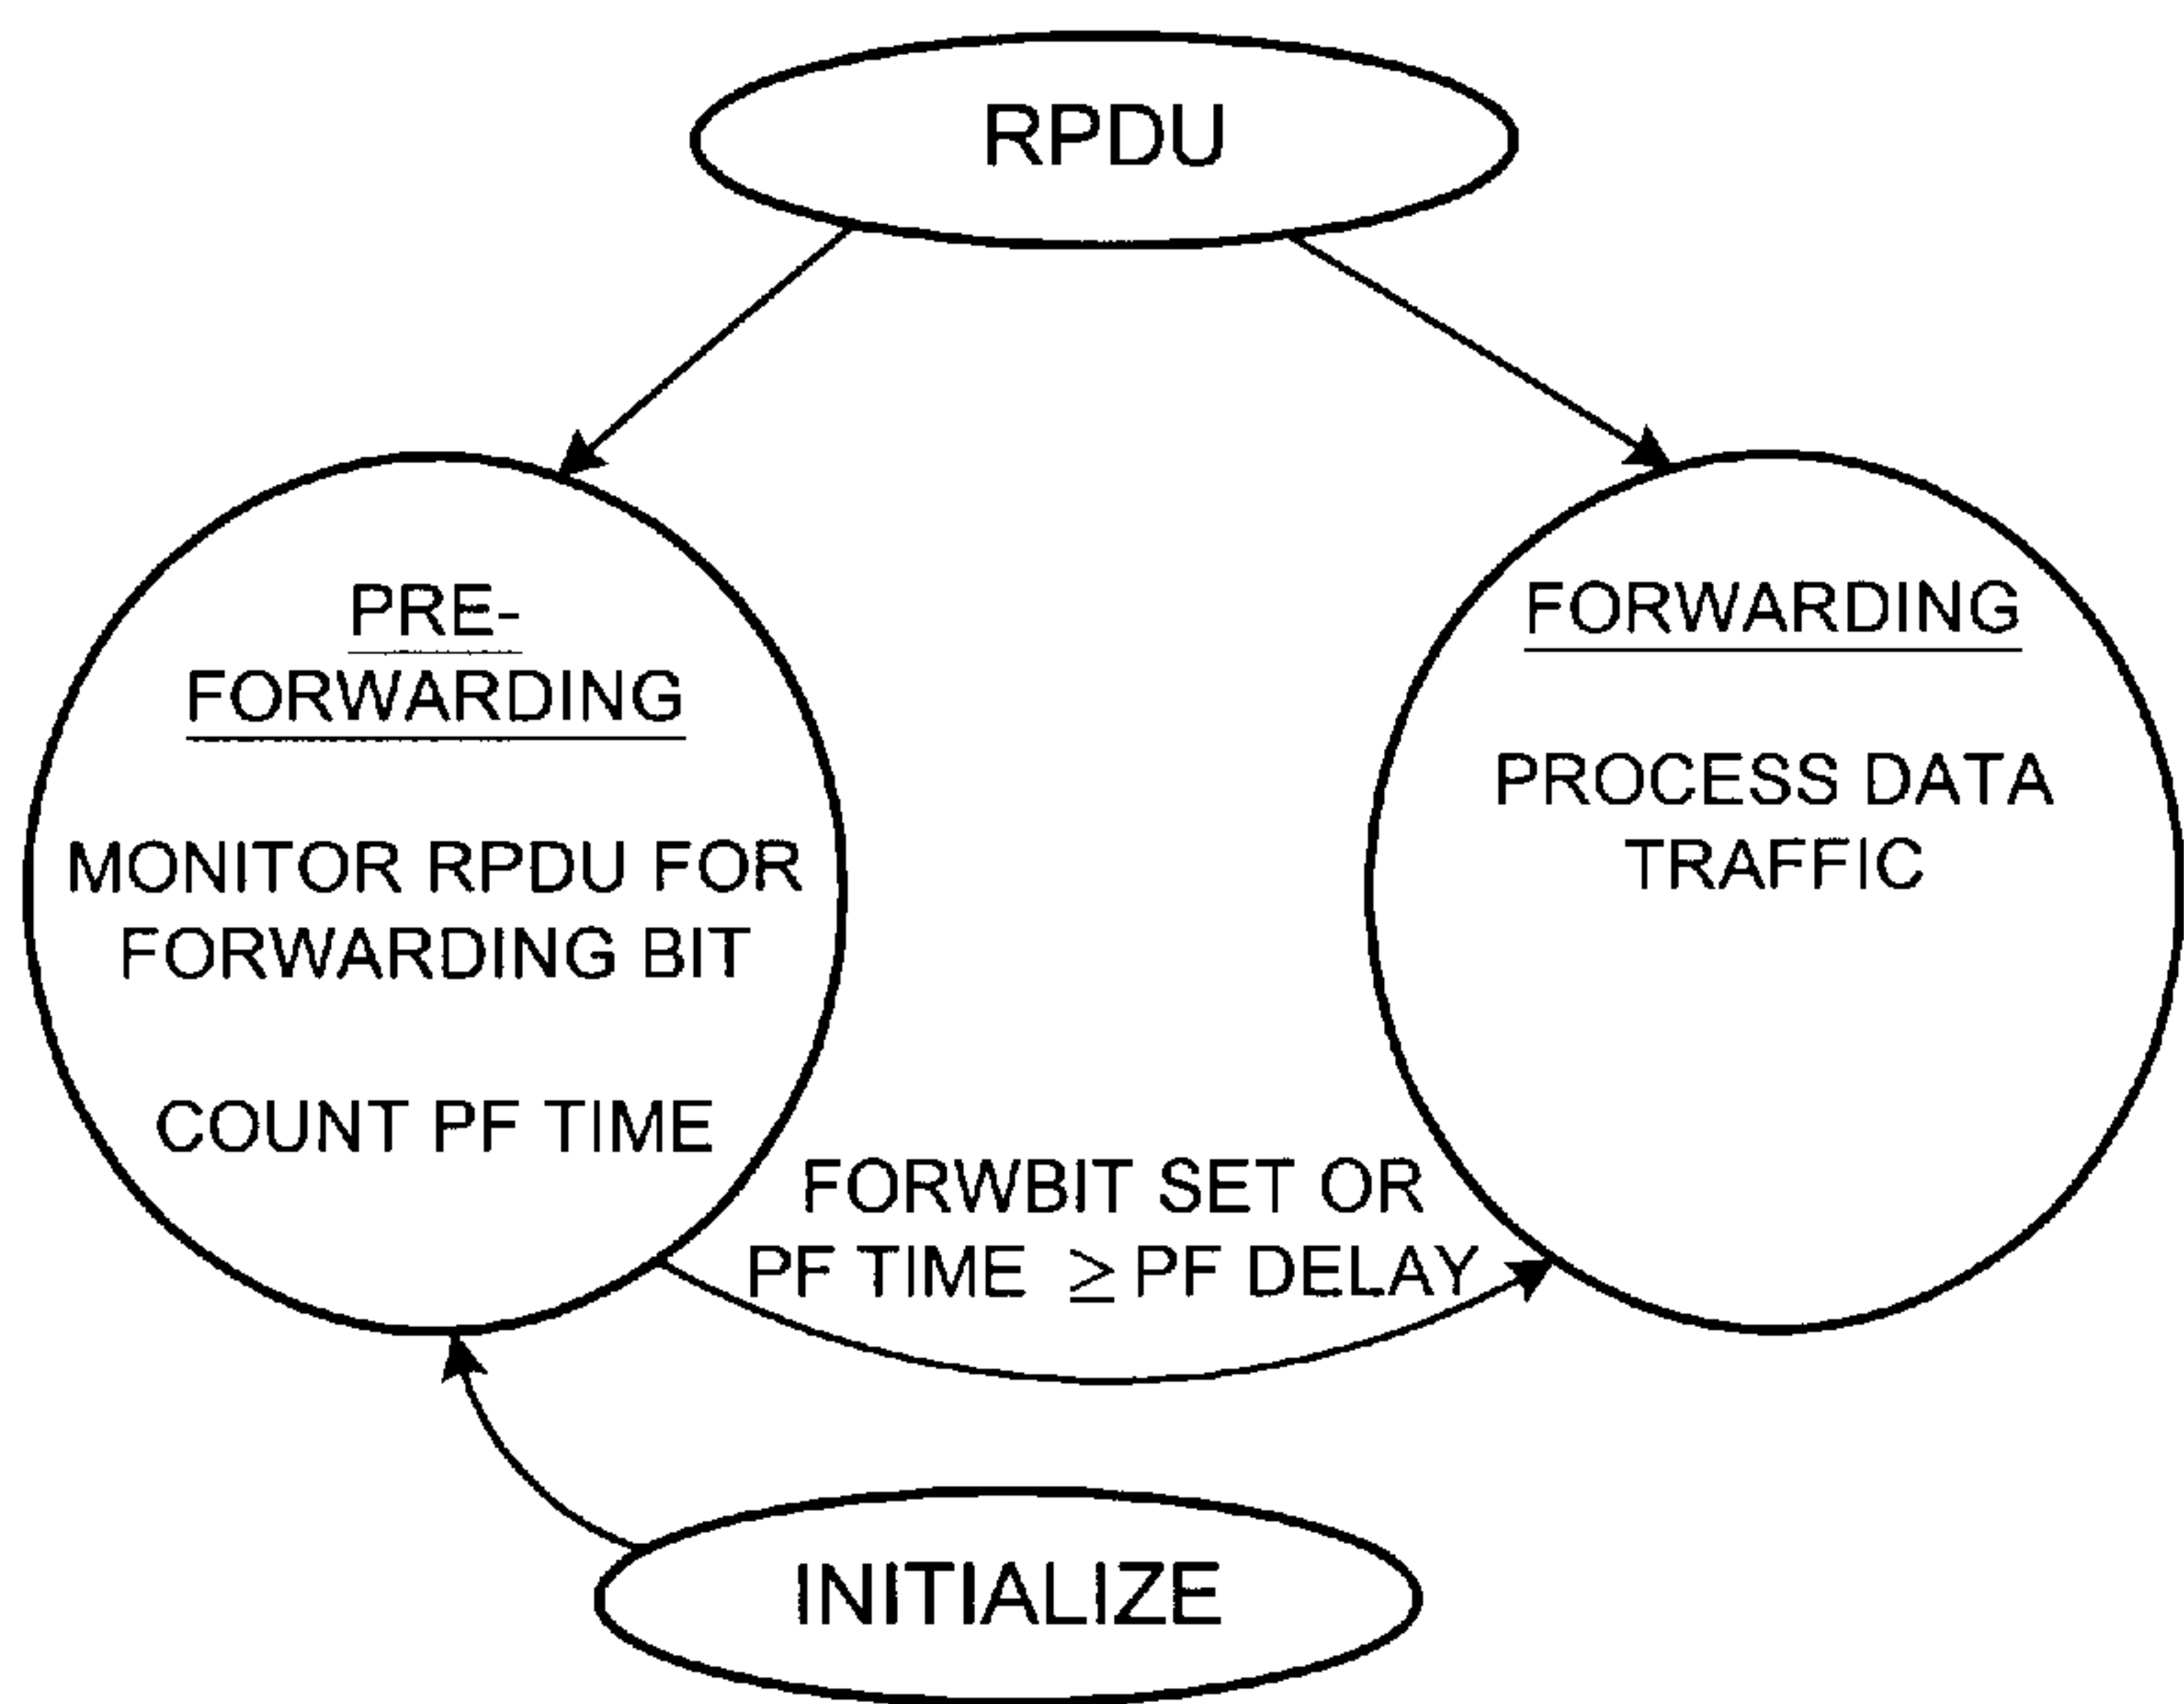 RPDU
PRE-
FORWARDING
MONITOR RPDU FOR
FORWARDING BIT
COUNT PF TIME
FORWARDING
PROCESS DATA
TRAFFIC
FORWBIT SET OR
PF TIME ≥ PF DELAY
INITIALIZE